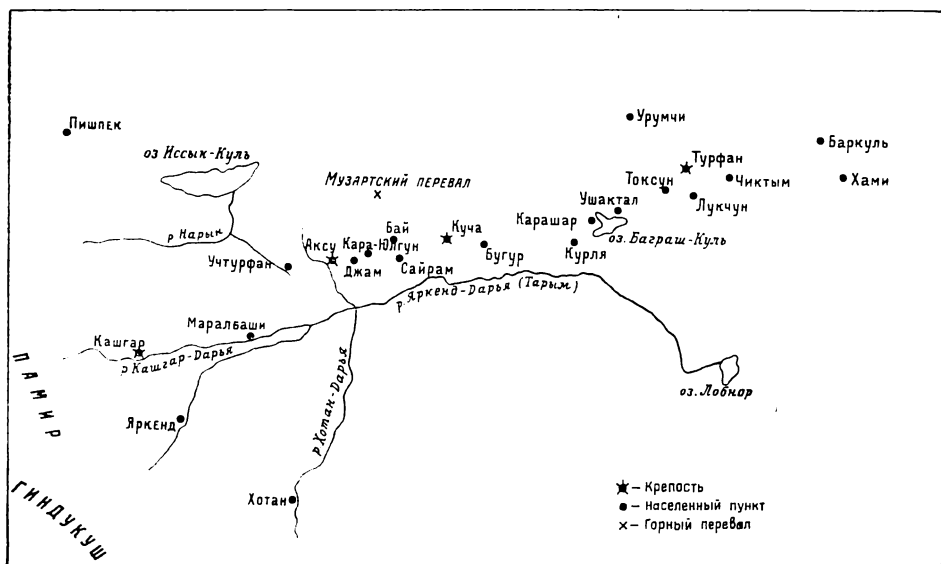 Пишпек
оз Иссык-Куль
Музартский перевал
Урумчи
Баркуль
Турфан
Хами
Токсун
Чиктым
Лукчун
Ушактал
Карашар
оз. Баграш-Куль
Курля
р Нарын
Учтурфан
Аксу
Кара-Юлгун
Бай
Куча
Джам
Сайрам
Бугур
р. Яркенд-Дарья (Тарым)
Маралбаши
Кашгар
р Кашгар-Дарья
ПАМИР
Яркенд
р Хотан-Дарья
оз. Лобнор
Хотан
ГИНДУКУШ
– Крепость
– Населенный пункт
– Горный перевал